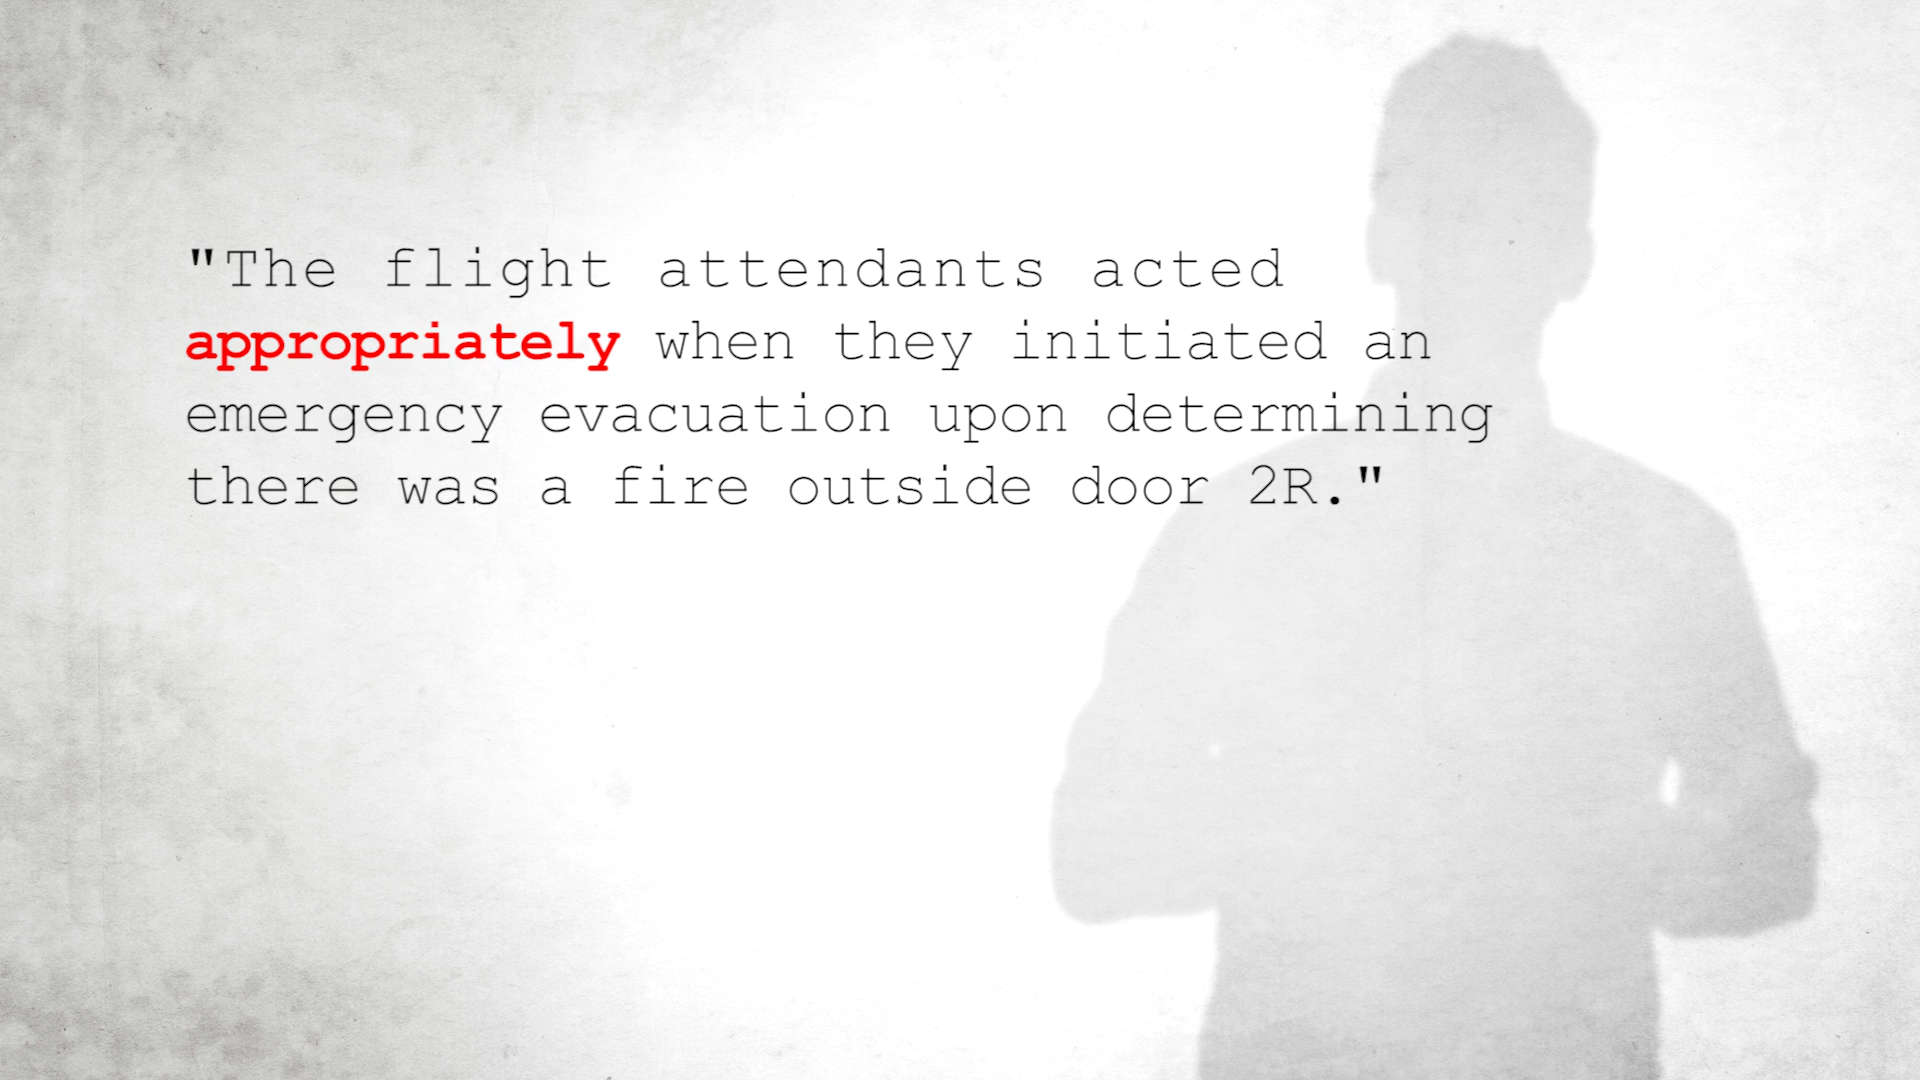 "The flight attendants acted
appropriately when they initiated an
emergency evacuation upon determining
there was a fire outside door 2R."